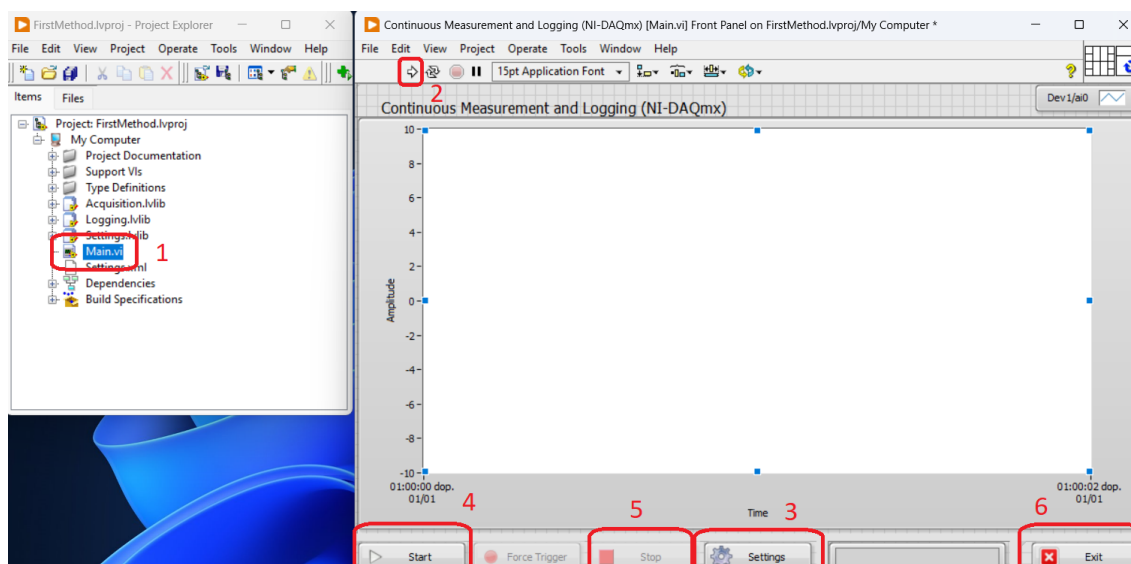 FirstMethod.lvproj - Project Explorer
File Edit View Project Operate Tools Window Help
Items Files
Project: FirstMethod.lvproj
My Computer
Project Documentation
Support VIs
Type Definitions
Acquisition.lvlib
Logging.lvlib
Settings.lvlib
Main.vi 1
Settings.xml
Dependencies
Build Specifications
Continuous Measurement and Logging (NI-DAQmx) [Main.vi] Front Panel on FirstMethod.lvproj/My Computer *
File Edit View Project Operate Tools Window Help
15pt Application Font
2
Continuous Measurement and Logging (NI-DAQmx)
Dev1/ai0
10
8
6
4
2
0
-2
-4
-6
-8
-10
Amplitude
01:00:00 dop.
01/01
01:00:02 dop.
01/01
Time
4 5 3 6
Start Force Trigger Stop Settings Exit